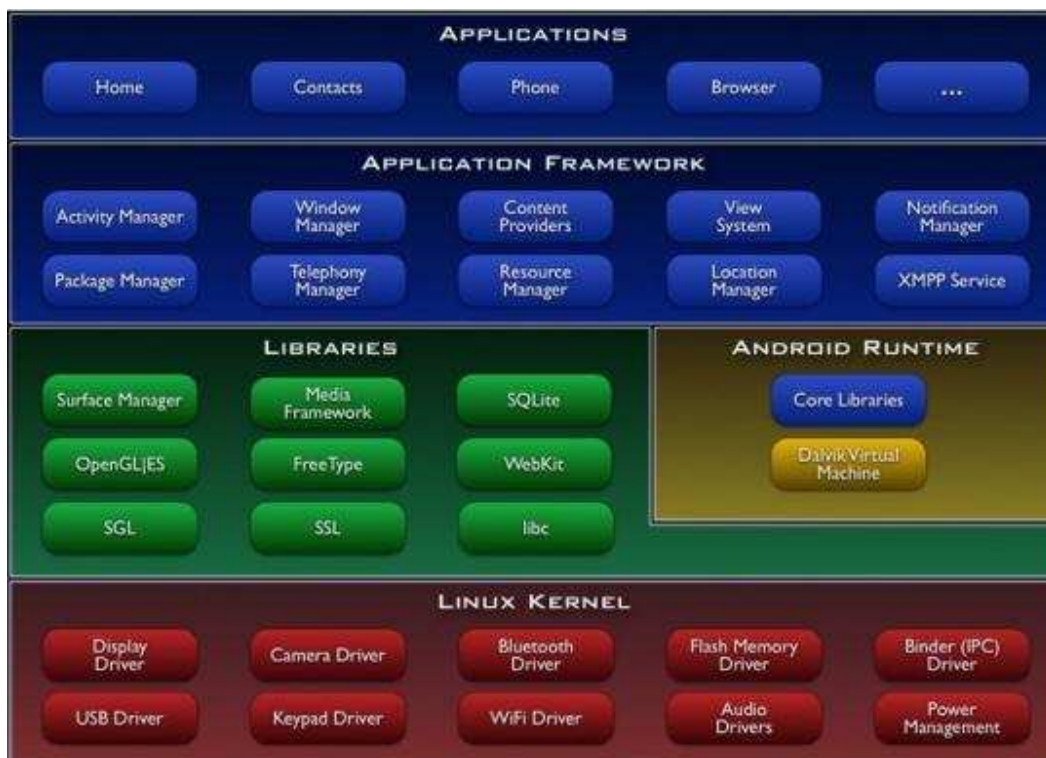 APPLICATIONS
Home
Contacts
Phone
Browser
...
APPLICATION FRAMEWORK
Activity Manager
Window
Manager
Content
Providers
View
System
Notification
Manager
Package Manager
Telephony
Manager
Resource
Manager
Location
Manager
XMPP Service
LIBRARIES
Surface Manager
Media
Framework
SQLite
OpenGL|ES
FreeType
WebKit
SGL
SSL
libc
ANDROID RUNTIME
Core Libraries
Dalvik Virtual
Machine
LINUX KERNEL
Display
Driver
Camera Driver
Bluetooth
Driver
Flash Memory
Driver
Binder (IPC)
Driver
USB Driver
Keypad Driver
WiFi Driver
Audio
Drivers
Power
Management